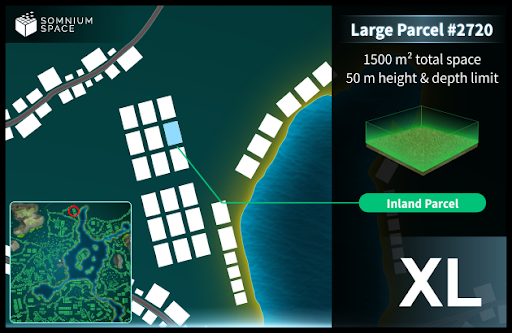 SOMNIUM
SPACE
Large Parcel #2720
1500 m² total space
50 m height & depth limit
Inland Parcel
XL